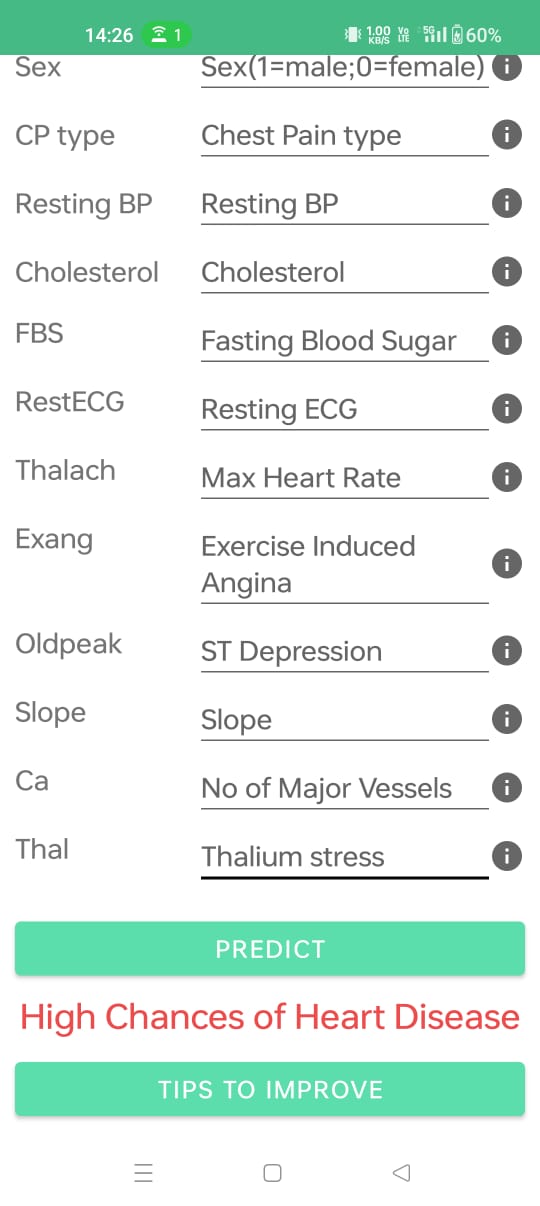 14:26 1 1.00 KB/S Vo LTE 5G 60%
Sex Sex(1=male;0=female) i
CP type Chest Pain type i
Resting BP Resting BP i
Cholesterol Cholesterol i
FBS Fasting Blood Sugar i
RestECG Resting ECG i
Thalach Max Heart Rate i
Exang Exercise Induced
Angina i
Oldpeak ST Depression i
Slope Slope i
Ca No of Major Vessels i
Thal Thalium stress i
PREDICT
High Chances of Heart Disease
TIPS TO IMPROVE